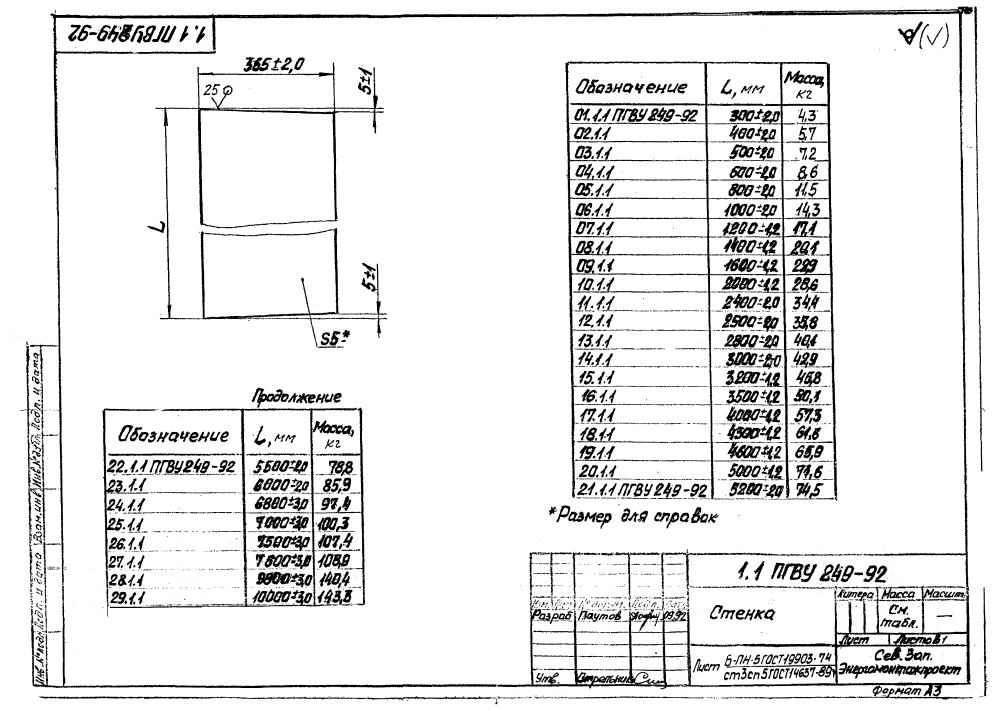 1.1 ПГВУ 249-92
365±2,0
5±1
25
L
5±1
S5*
√(√)
Обозначение L, мм Масса, кг
01.1.1 ПГВУ 249-92 300±2,0 4,3
02.1.1 400±2,0 5,7
03.1.1 500±2,0 7,2
04.1.1 600±2,0 8,6
05.1.1 800±2,0 11,5
06.1.1 1000±2,0 14,3
07.1.1 1200±1,2 17,1
08.1.1 1400±1,2 20,1
09.1.1 1600±1,2 22,9
10.1.1 2000±1,2 28,6
11.1.1 2400±2,0 34,4
12.1.1 2500±2,0 35,8
13.1.1 2800±2,0 40,1
14.1.1 3000±2,0 42,9
15.1.1 3200±1,2 45,8
16.1.1 3500±1,2 50,1
17.1.1 4000±1,2 57,3
18.1.1 4300±1,2 61,6
19.1.1 4600±1,2 65,9
20.1.1 5000±1,2 71,6
21.1.1 ПГВУ 249-92 5200±2,0 74,5
*Размер для справок
Продолжение
Обозначение L, мм Масса, кг
22.1.1 ПГВУ 249-92 5500±2,0 78,8
23.1.1 6000±2,0 85,9
24.1.1 6800±3,0 97,4
25.1.1 7000±3,0 100,3
26.1.1 7500±3,0 107,4
27.1.1 7600±3,0 108,9
28.1.1 9800±3,0 140,4
29.1.1 10000±3,0 143,3
Инв.№подл. Подп. и дата Взам.инв. Инв.№дубл. Подп. и дата
1.1 ПГВУ 249-92
Изм. Лист № докум. Подп. Дата
Разраб Паутов 09.92
Утв.
Стенка
Литера Масса Масшт.
См. табл. —
Лист Листов 1
Лист Б-ПН-5 ГОСТ 19903-74
ст3сп5 ГОСТ 14637-89
Сев. Зап.
Энергомонтажпроект
Формат А3